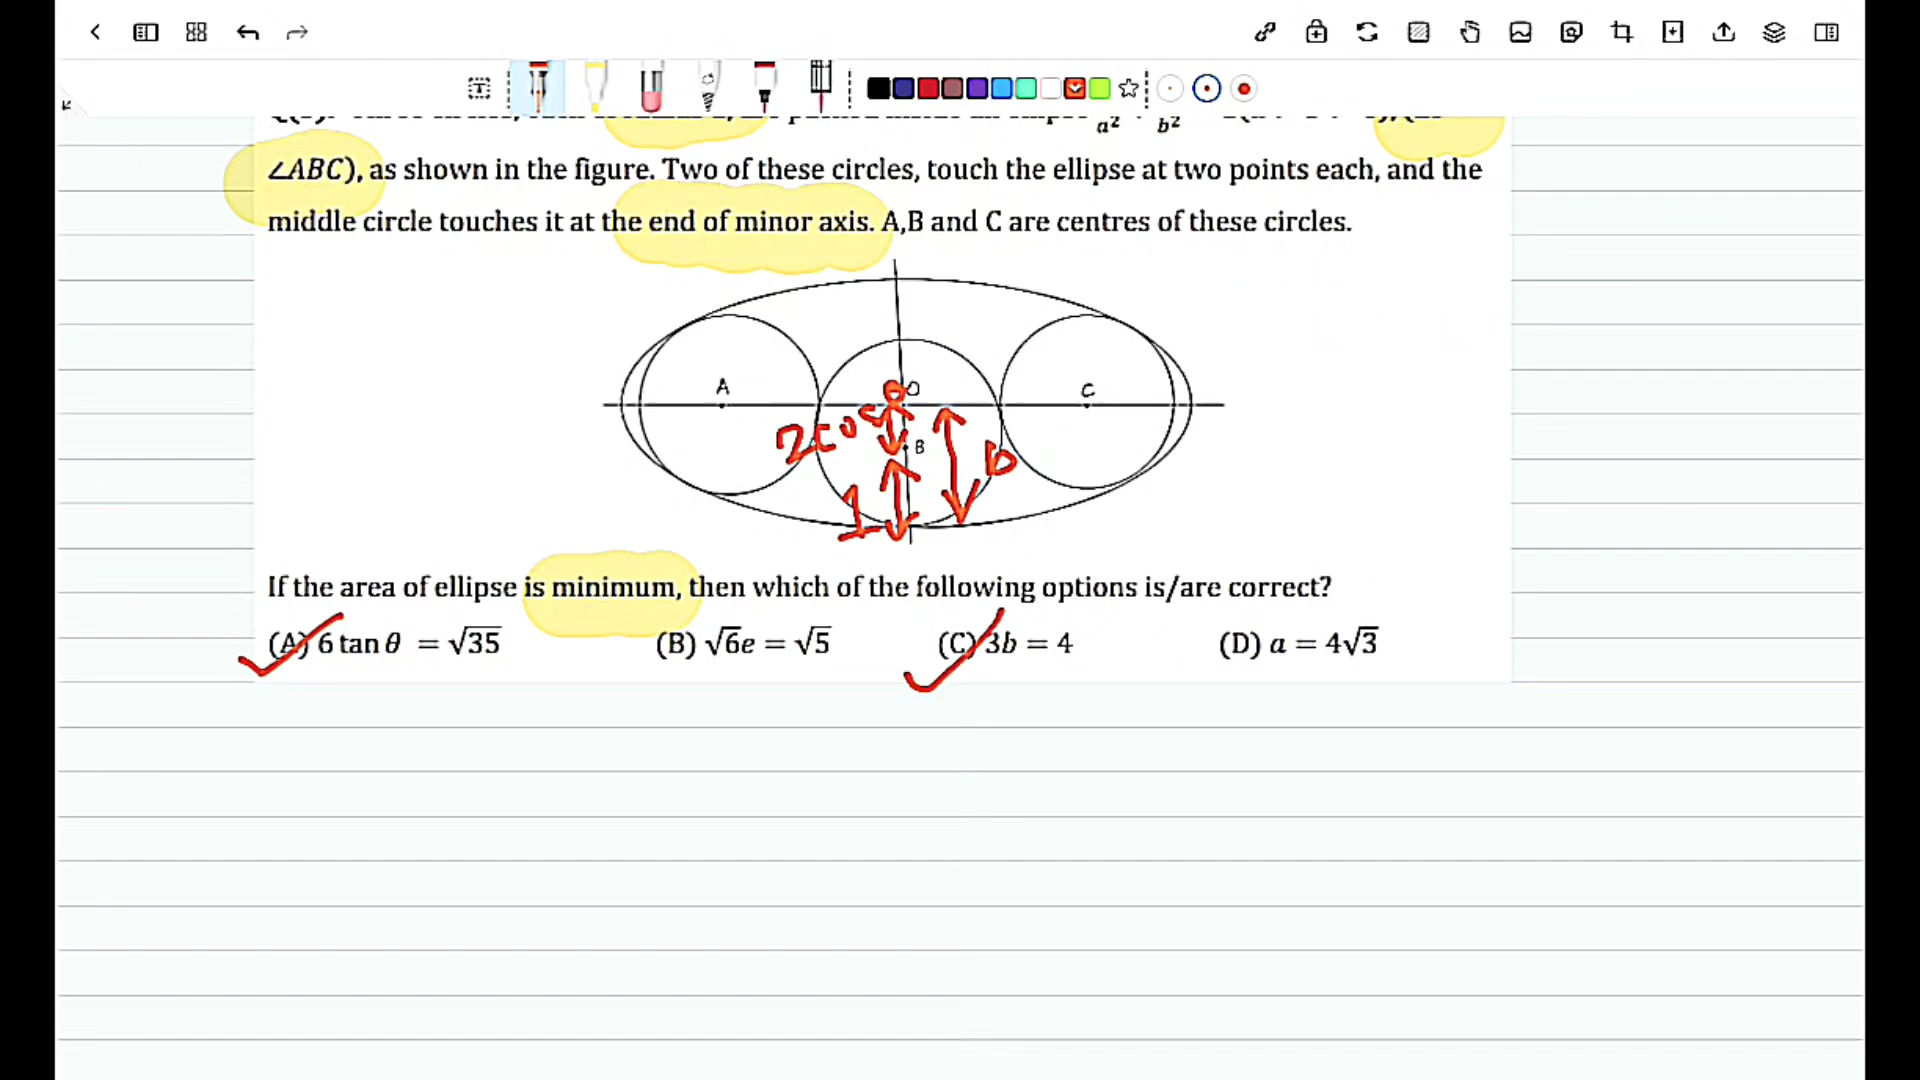 a² b²
∠ABC), as shown in the figure. Two of these circles, touch the ellipse at two points each, and the
middle circle touches it at the end of minor axis. A,B and C are centres of these circles.
A O C
2cos
B
b
1
If the area of ellipse is minimum, then which of the following options is/are correct?
(A) 6 tan θ = √35 (B) √6e = √5 (C) 3b = 4 (D) a = 4√3